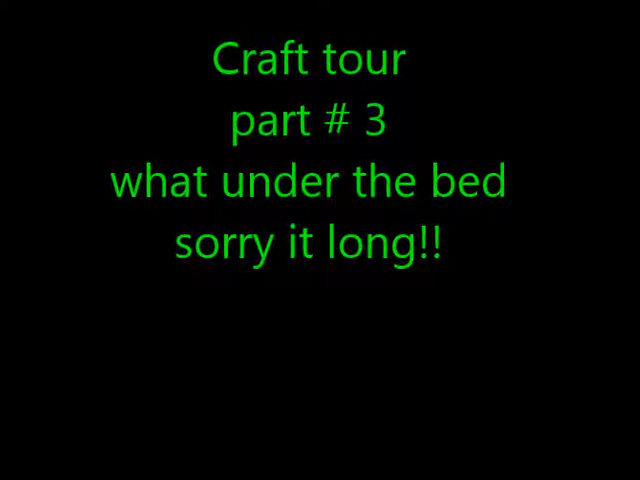 Craft tour
part # 3
what under the bed
sorry it long!!